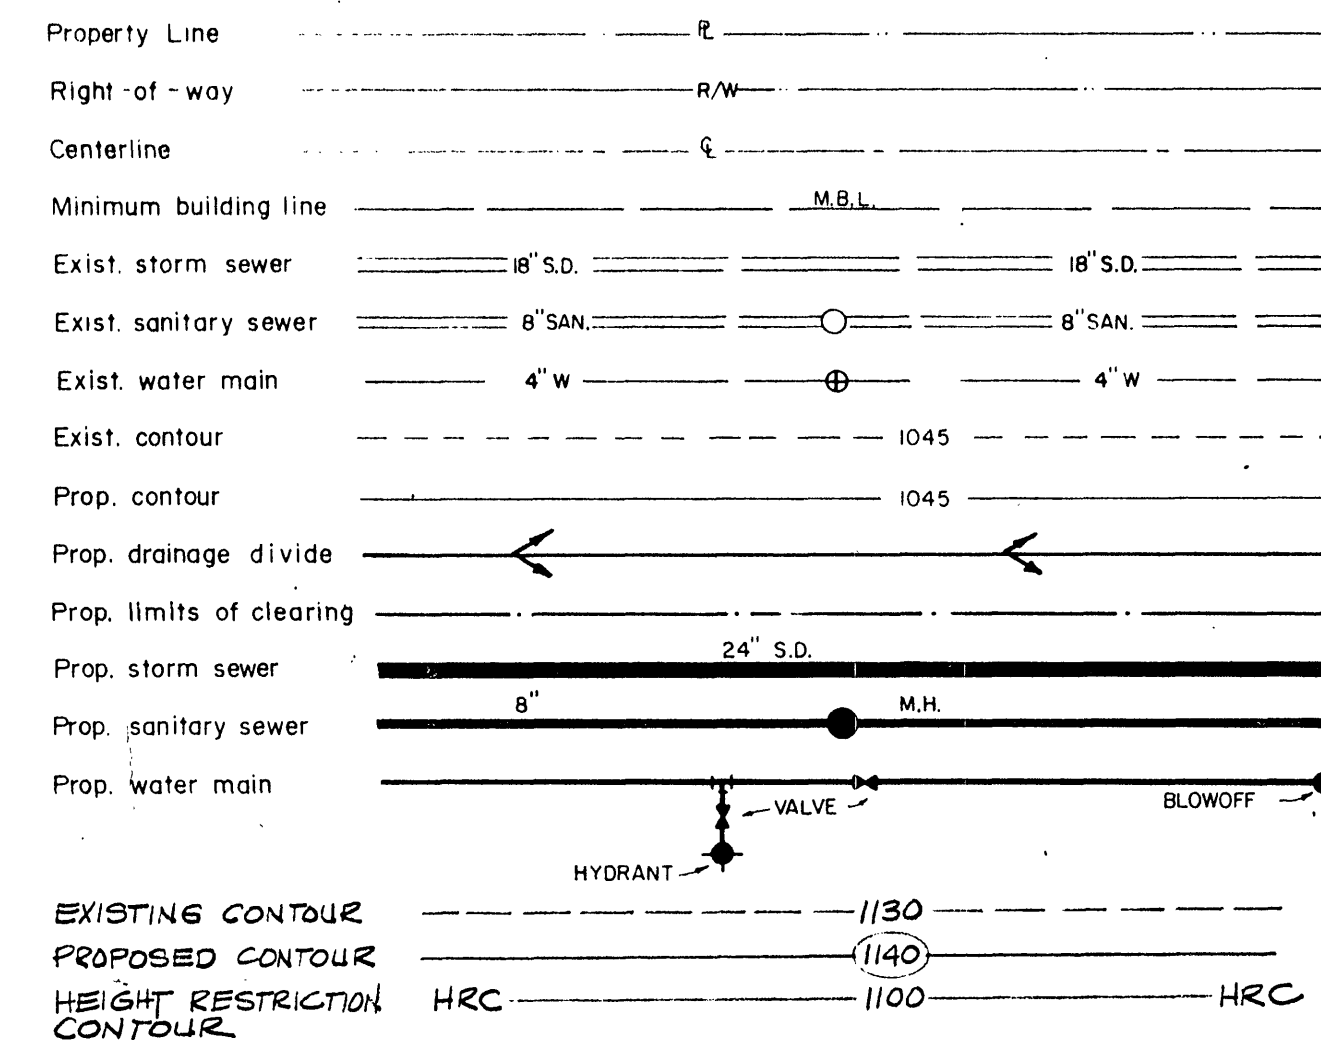 Property Line ⅊
Right-of-way R/W
Centerline ℄
Minimum building line M.B.L.
Exist. storm sewer 18" S.D. 18" S.D.
Exist. sanitary sewer 8" SAN. 8" SAN.
Exist. water main 4" W 4" W
Exist. contour 1045
Prop. contour 1045
Prop. drainage divide
Prop. limits of clearing
Prop. storm sewer 24" S.D.
Prop. sanitary sewer 8" M.H.
Prop. water main
VALVE BLOWOFF
HYDRANT
EXISTING CONTOUR 1130
PROPOSED CONTOUR 1140
HEIGHT RESTRICTION HRC 1100 HRC
CONTOUR